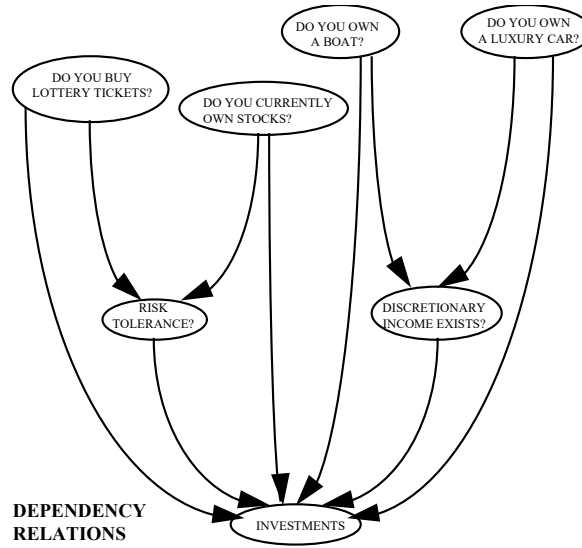 DO YOU OWN
A BOAT?
DO YOU OWN
A LUXURY CAR?
DO YOU BUY
LOTTERY TICKETS?
DO YOU CURRENTLY
OWN STOCKS?
RISK
TOLERANCE?
DISCRETIONARY
INCOME EXISTS?
DEPENDENCY
RELATIONS
INVESTMENTS